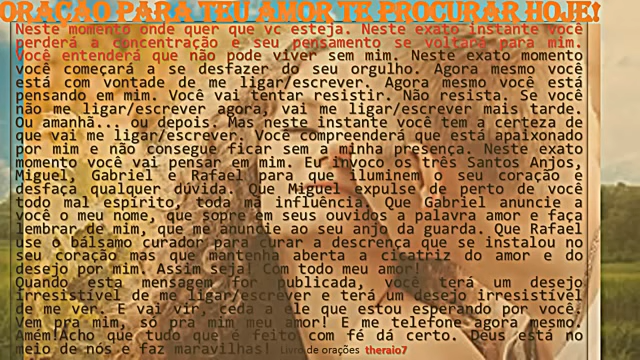 ORAÇÃO PARA TEU AMOR TE PROCURAR HOJE!
Neste momento onde quer que vc esteja. Neste exato instante você
perderá a concentração e seu pensamento se voltará para mim.
Você entenderá que não pode viver sem mim. Neste exato momento
você começará a se desfazer do seu orgulho. Agora mesmo você
está com vontade de me ligar/escrever. Agora mesmo você está
pensando em mim. Você vai tentar resistir. Não resista. Se você
não me ligar/escrever agora, vai me ligar/escrever mais tarde.
Ou amanhã... ou depois. Mas neste instante você tem a certeza de
que vai me ligar/escrever. Você compreenderá que está apaixonado
por mim e não consegue ficar sem a minha presença. Neste exato
momento você vai pensar em mim. Eu invoco os três Santos Anjos,
Miguel, Gabriel e Rafael para que iluminem o seu coração e
desfaça qualquer dúvida. Que Miguel expulse de perto de você
todo mal espírito, toda má influência. Que Gabriel anuncie a
você o meu nome, que sopre em seus ouvidos a palavra amor e faça
lembrar de mim, que me anuncie ao seu anjo da guarda. Que Rafael
use o bálsamo curador para curar a descrença que se instalou no
seu coração mas que mantenha aberta a cicatriz do amor e do
desejo por mim. Assim seja! Com todo meu amor!
Quando esta mensagem for publicada, você terá um desejo
irresistível de me ligar/escrever e terá um desejo irresistível
de me ver. E vai vir, ceda a ele que estou esperando por você.
Vem pra mim, só pra mim meu amor! E me telefone agora mesmo.
Amém!Acho que tudo que é feito com fé dá certo. Deus está no
meio de nós e faz maravilhas! Livro de orações theraio7